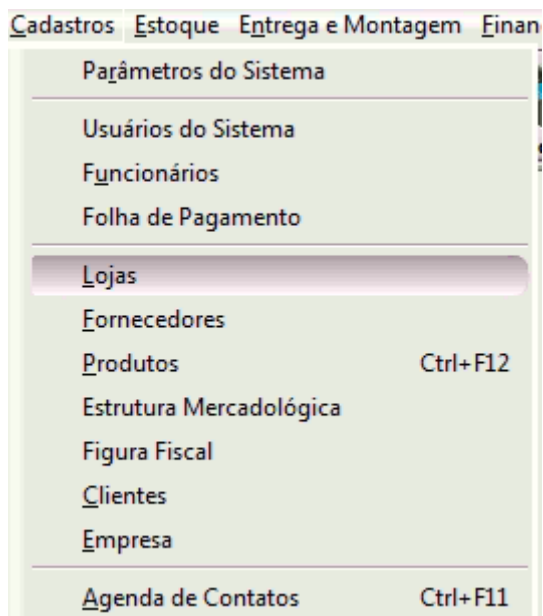 Cadastros Estoque Entrega e Montagem Finan
Parâmetros do Sistema
Usuários do Sistema
Funcionários
Folha de Pagamento
Lojas
Fornecedores
Produtos Ctrl+F12
Estrutura Mercadológica
Figura Fiscal
Clientes
Empresa
Agenda de Contatos Ctrl+F11